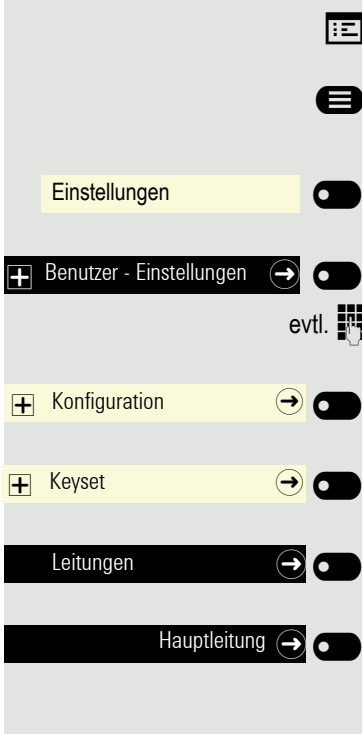 Einstellungen
Benutzer - Einstellungen
evtl.
Konfiguration
Keyset
Leitungen
Hauptleitung